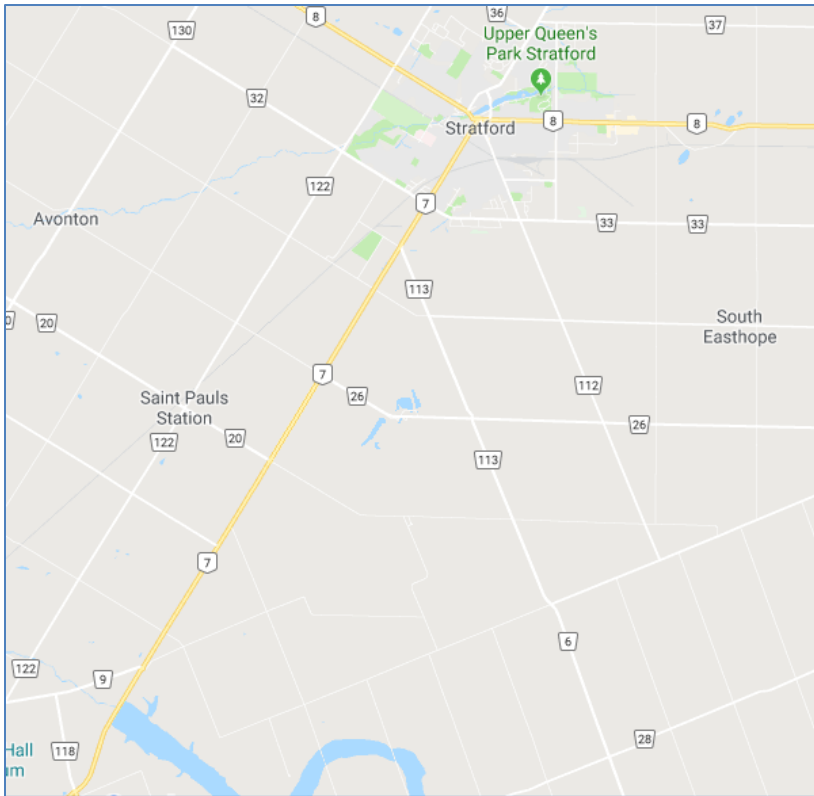 8
36
37
130
Upper Queen's
Park Stratford
32
8
8
Stratford
122
7
Avonton
33
33
113
20
South
Easthope
7
112
26
Saint Pauls
Station
26
122
20
113
7
6
122
9
28
118
Hall